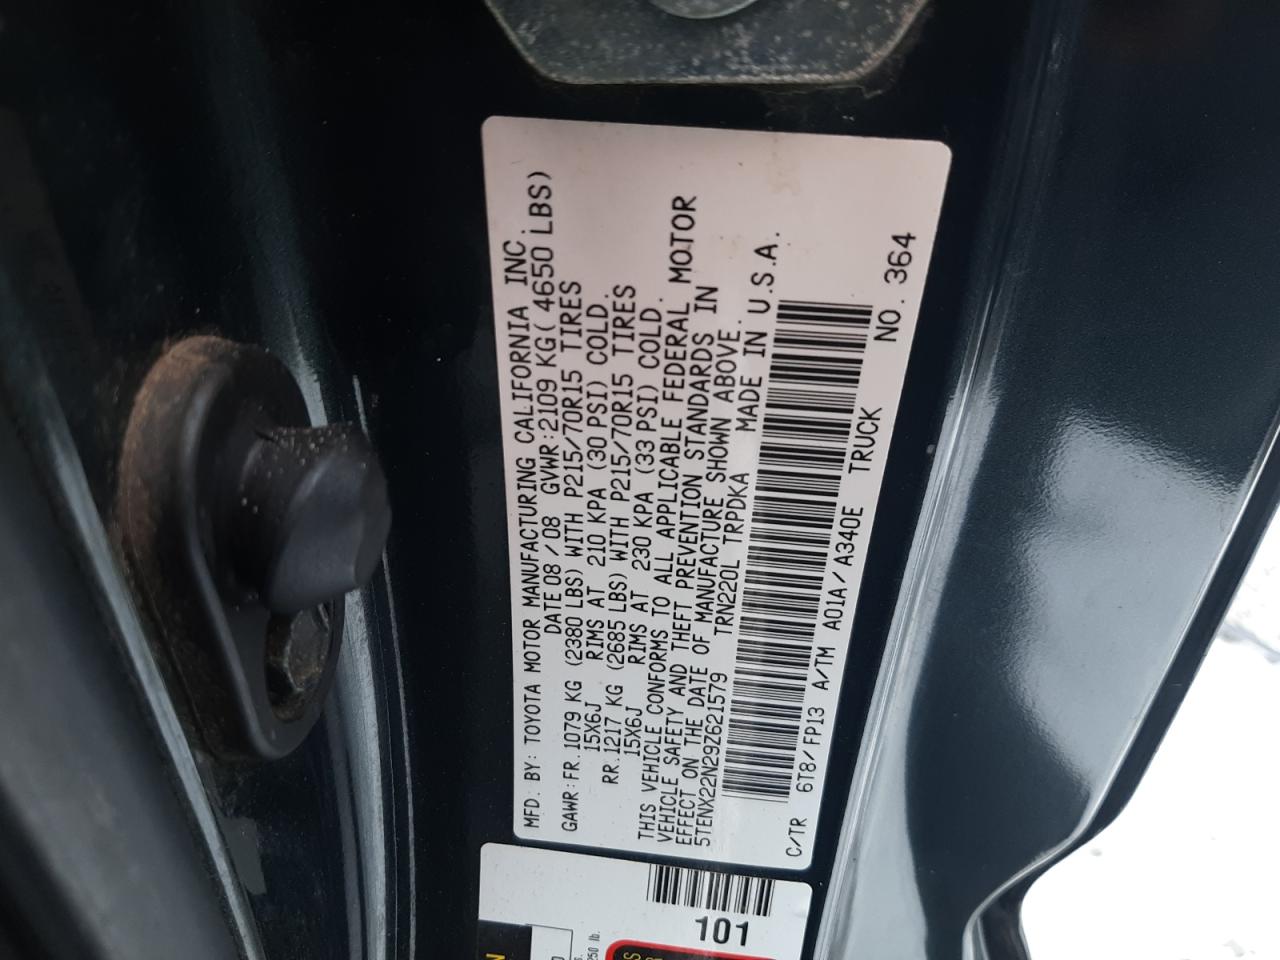 MFD. BY: TOYOTA MOTOR MANUFACTURING CALIFORNIA INC.
DATE 08/08 GVWR:2109 KG( 4650 LBS)
GAWR:FR.1079 KG (2380 LBS) WITH P215/70R15 TIRES
15X6J RIMS AT 210 KPA (30 PSI) COLD.
RR.1217 KG (2685 LBS) WITH P215/70R15 TIRES
15X6J RIMS AT 230 KPA (33 PSI) COLD.
THIS VEHICLE CONFORMS TO ALL APPLICABLE FEDERAL MOTOR
VEHICLE SAFETY AND THEFT PREVENTION STANDARDS IN
EFFECT ON THE DATE OF MANUFACTURE SHOWN ABOVE.
5TENX22N29Z621579 TRN220L TRPDKA MADE IN U.S.A.
C/TR 6T8/FP13 A/TM A01A/A340E TRUCK NO. 364
101
250 lb.